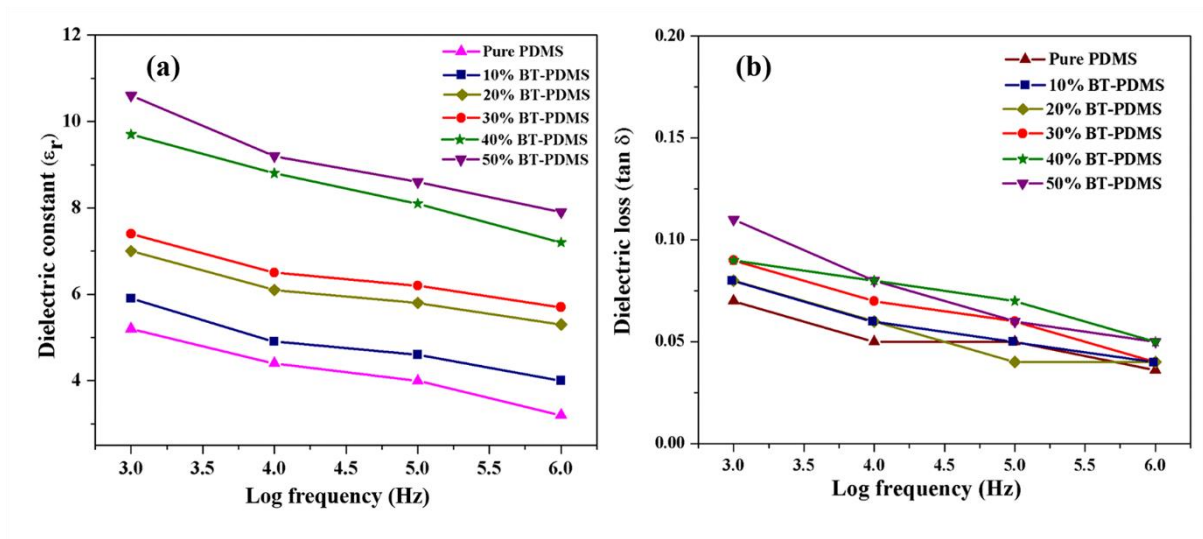 (a)
Dielectric constant (εr)
12
10
8
6
4
Pure PDMS
10% BT-PDMS
20% BT-PDMS
30% BT-PDMS
40% BT-PDMS
50% BT-PDMS
3.0 3.5 4.0 4.5 5.0 5.5 6.0
Log frequency (Hz)
(b)
Dielectric loss (tan δ)
0.20
0.15
0.10
0.05
0.00
Pure PDMS
10% BT-PDMS
20% BT-PDMS
30% BT-PDMS
40% BT-PDMS
50% BT-PDMS
3.0 3.5 4.0 4.5 5.0 5.5 6.0
Log frequency (Hz)